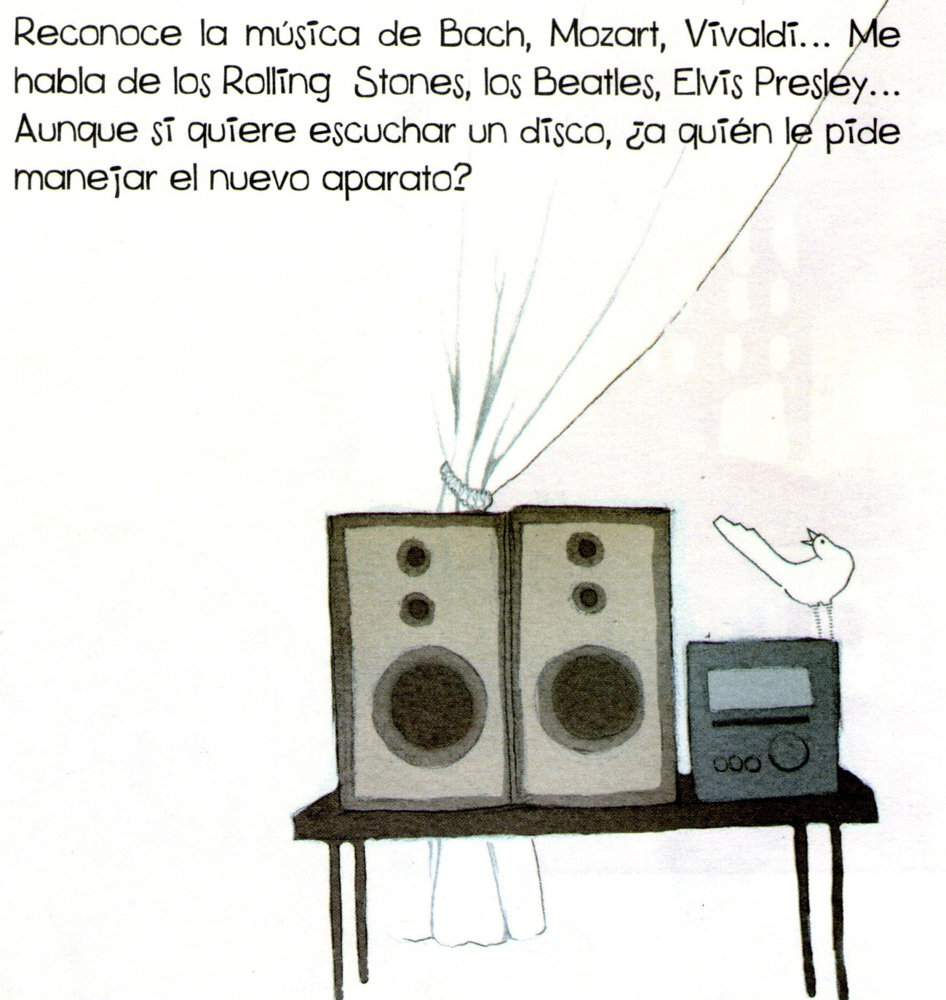 Reconoce la música de Bach, Mozart, Vivaldi... Me
habla de los Rolling Stones, los Beatles, Elvis Presley...
Aunque si quiere escuchar un disco, ¿a quién le pide
manejar el nuevo aparato?